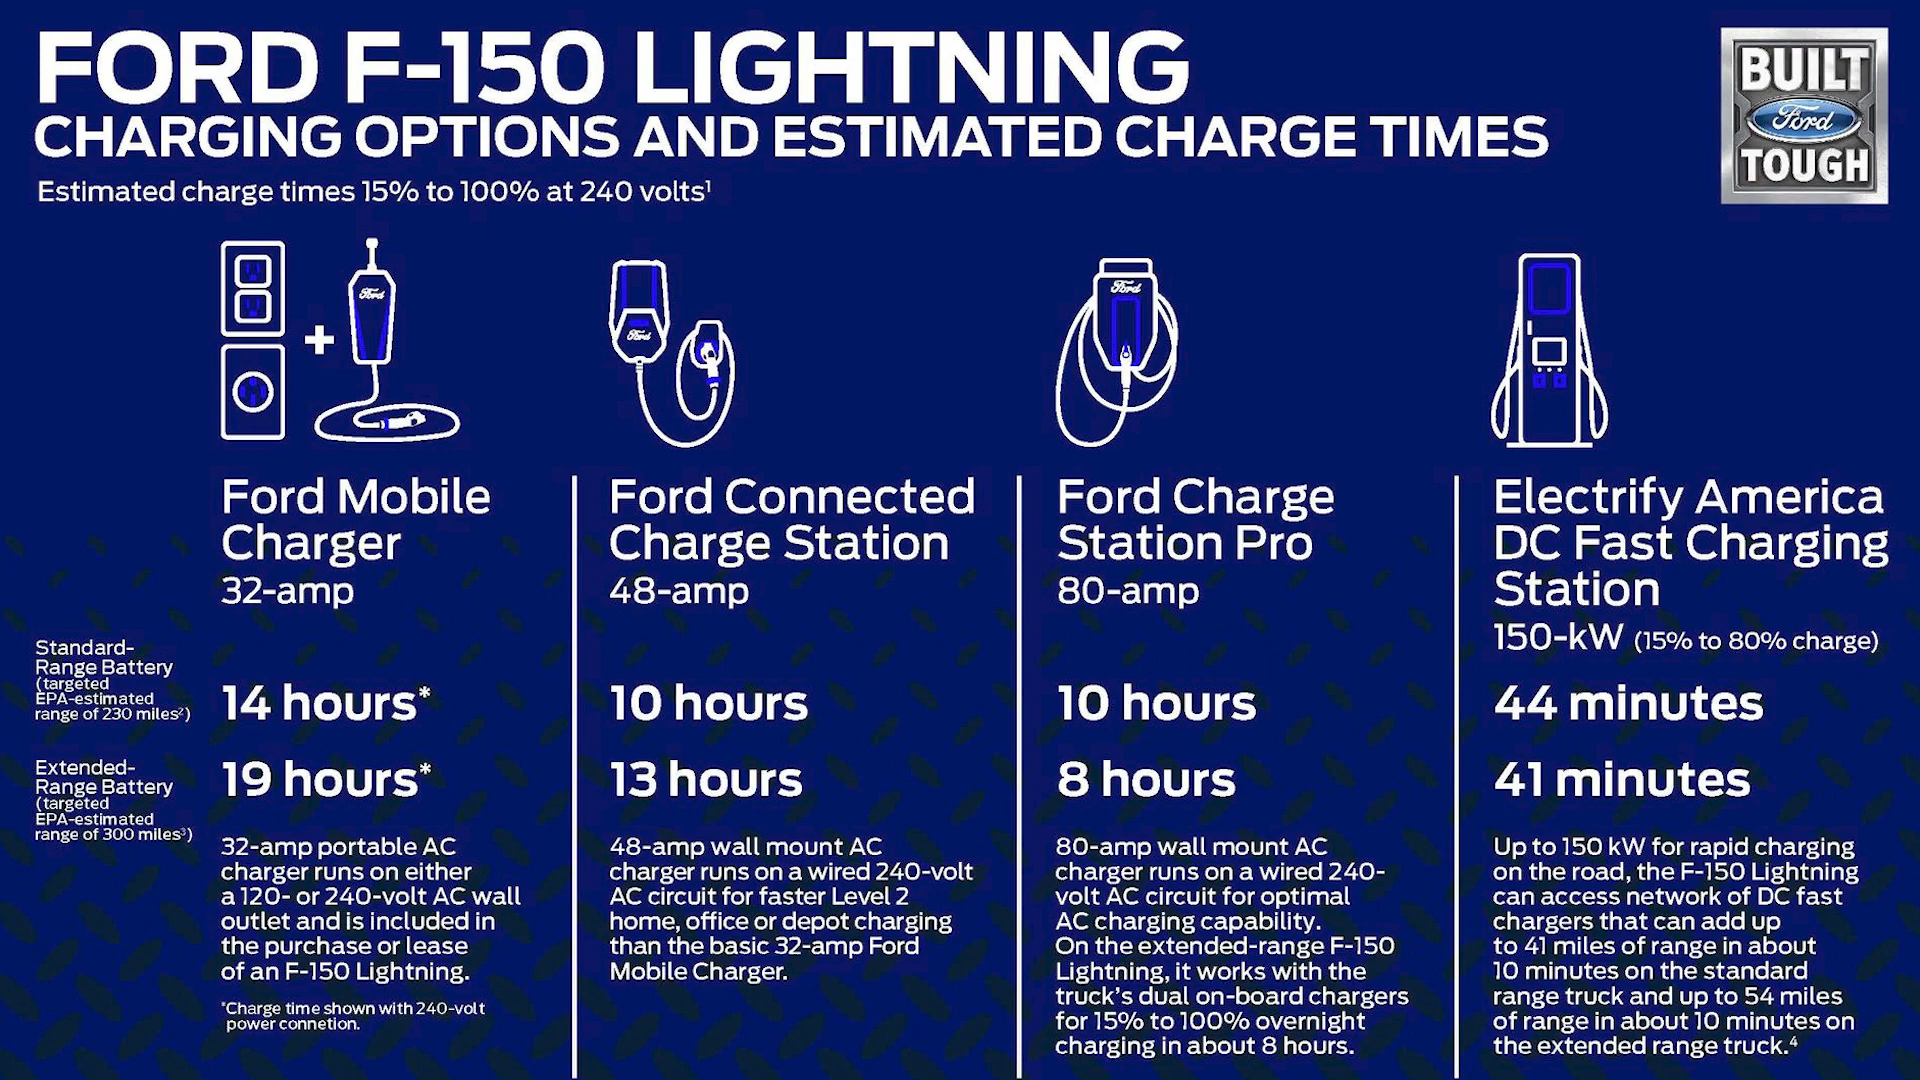 FORD F-150 LIGHTNING
CHARGING OPTIONS AND ESTIMATED CHARGE TIMES
Estimated charge times 15% to 100% at 240 volts¹
BUILT
Ford
TOUGH
Ford
Ford
Ford
Ford Mobile
Charger
32-amp
Ford Connected
Charge Station
48-amp
Ford Charge
Station Pro
80-amp
Electrify America
DC Fast Charging
Station
150-kW (15% to 80% charge)
Standard-
Range Battery
(targeted
EPA-estimated
range of 230 miles²)
14 hours*
10 hours
10 hours
44 minutes
Extended-
Range Battery
(targeted
EPA-estimated
range of 300 miles³)
19 hours*
13 hours
8 hours
41 minutes
32-amp portable AC
charger runs on either
a 120- or 240-volt AC wall
outlet and is included in
the purchase or lease
of an F-150 Lightning.
*Charge time shown with 240-volt
power connetion.
48-amp wall mount AC
charger runs on a wired 240-volt
AC circuit for faster Level 2
home, office or depot charging
than the basic 32-amp Ford
Mobile Charger.
80-amp wall mount AC
charger runs on a wired 240-
volt AC circuit for optimal
AC charging capability.
On the extended-range F-150
Lightning, it works with the
truck's dual on-board chargers
for 15% to 100% overnight
charging in about 8 hours.
Up to 150 kW for rapid charging
on the road, the F-150 Lightning
can access network of DC fast
chargers that can add up
to 41 miles of range in about
10 minutes on the standard
range truck and up to 54 miles
of range in about 10 minutes on
the extended range truck.⁴